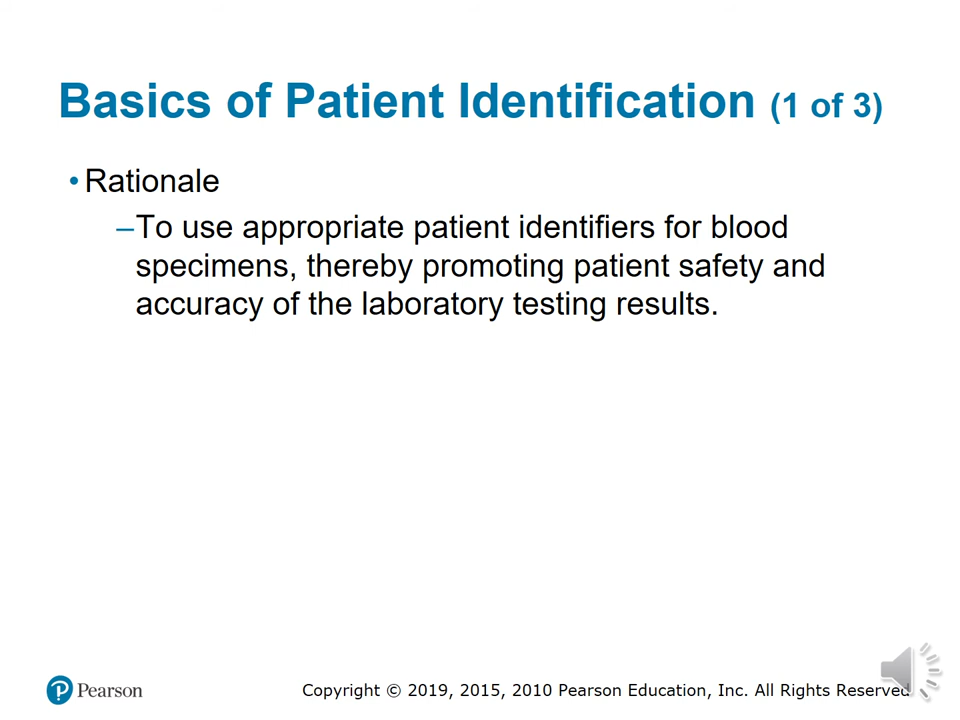 Basics of Patient Identification (1 of 3)
• Rationale
–To use appropriate patient identifiers for blood
specimens, thereby promoting patient safety and
accuracy of the laboratory testing results.
Pearson
Copyright © 2019, 2015, 2010 Pearson Education, Inc. All Rights Reserved